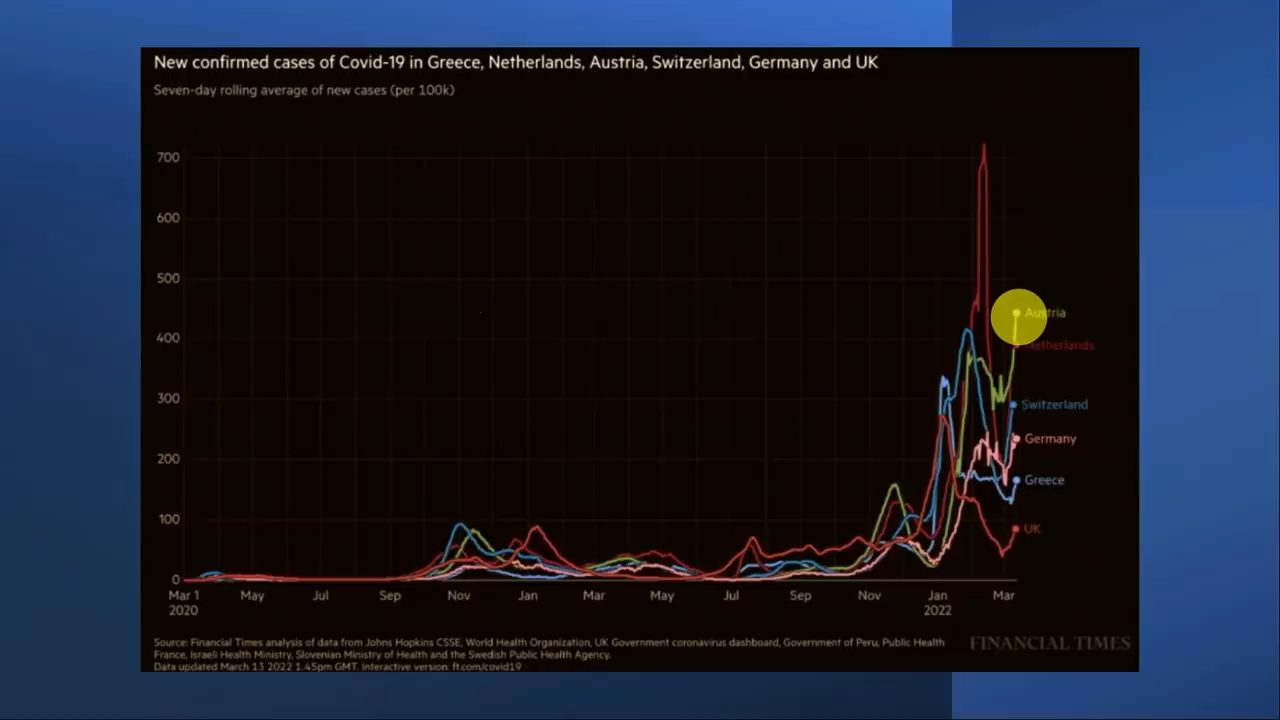 New confirmed cases of Covid-19 in Greece, Netherlands, Austria, Switzerland, Germany and UK
Seven-day rolling average of new cases (per 100k)
700
600
500
400
300
200
100
0
Austria
Netherlands
Switzerland
Germany
Greece
UK
Mar 1 May Jul Sep Nov Jan Mar May Jul Sep Nov Jan Mar
2020 2022
Source: Financial Times analysis of data from Johns Hopkins CSSE, World Health Organization, UK Government coronavirus dashboard, Government of Peru, Public Health
France, Israeli Health Ministry, Slovenian Ministry of Health and the Swedish Public Health Agency.
Data updated March 13 2022 1.45pm GMT. Interactive version: ft.com/covid19
FINANCIAL TIMES